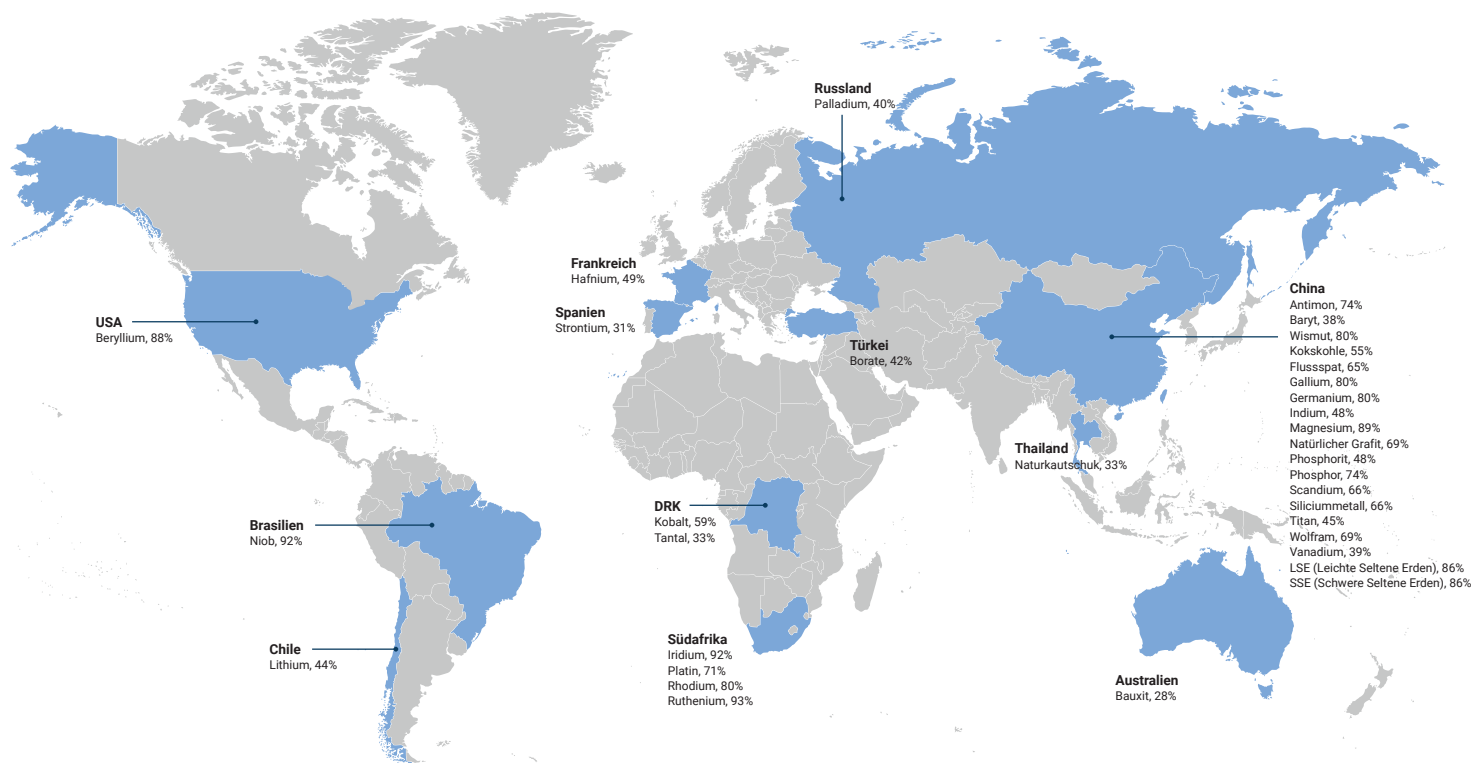 Russland
Palladium, 40%
Frankreich
Hafnium, 49%
Spanien
Strontium, 31%
USA
Beryllium, 88%
Türkei
Borate, 42%
China
Antimon, 74%
Baryt, 38%
Wismut, 80%
Kokskohle, 55%
Flussspat, 65%
Gallium, 80%
Germanium, 80%
Indium, 48%
Magnesium, 89%
Natürlicher Grafit, 69%
Phosphorit, 48%
Phosphor, 74%
Scandium, 66%
Siliciummetall, 66%
Titan, 45%
Wolfram, 69%
Vanadium, 39%
LSE (Leichte Seltene Erden), 86%
SSE (Schwere Seltene Erden), 86%
Thailand
Naturkautschuk, 33%
DRK
Kobalt, 59%
Tantal, 33%
Brasilien
Niob, 92%
Chile
Lithium, 44%
Südafrika
Iridium, 92%
Platin, 71%
Rhodium, 80%
Ruthenium, 93%
Australien
Bauxit, 28%